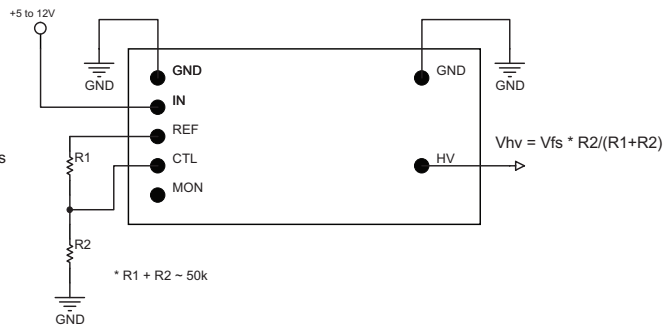 +5 to 12V
GND
GND
IN
REF
CTL
MON
GND
HV
GND
Vhv = Vfs * R2/(R1+R2)
s
R1
R2
* R1 + R2 ~ 50k
GND